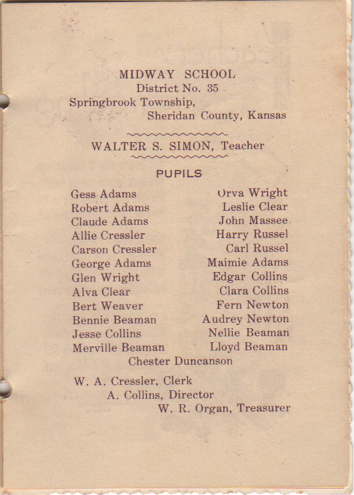 MIDWAY SCHOOL
District No. 35
Springbrook Township,
Sheridan County, Kansas
WALTER S. SIMON, Teacher
PUPILS
Gess Adams Orva Wright
Robert Adams Leslie Clear
Claude Adams John Massee.
Allie Cressler Harry Russel
Carson Cressler Carl Russel
George Adams Maimie Adams
Glen Wright Edgar Collins
Alva Clear Clara Collins
Bert Weaver Fern Newton
Bennie Beaman Audrey Newton
Jesse Collins Nellie Beaman
Merville Beaman Lloyd Beaman
Chester Duncanson
W. A. Cressler, Clerk
A. Collins, Director
W. R. Organ, Treasurer